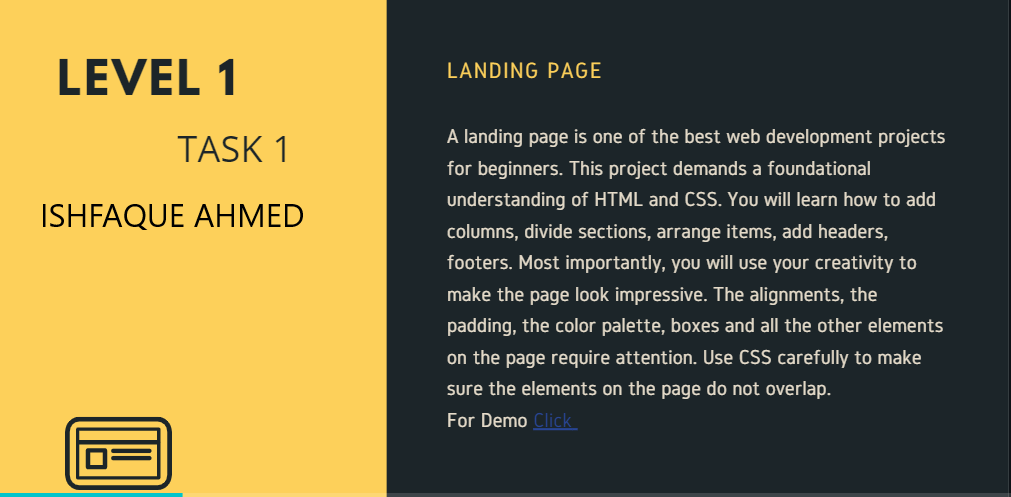 LEVEL 1
TASK 1
ISHFAQUE AHMED
LANDING PAGE
A landing page is one of the best web development projects
for beginners. This project demands a foundational
understanding of HTML and CSS. You will learn how to add
columns, divide sections, arrange items, add headers,
footers. Most importantly, you will use your creativity to
make the page look impressive. The alignments, the
padding, the color palette, boxes and all the other elements
on the page require attention. Use CSS carefully to make
sure the elements on the page do not overlap.
For Demo Click